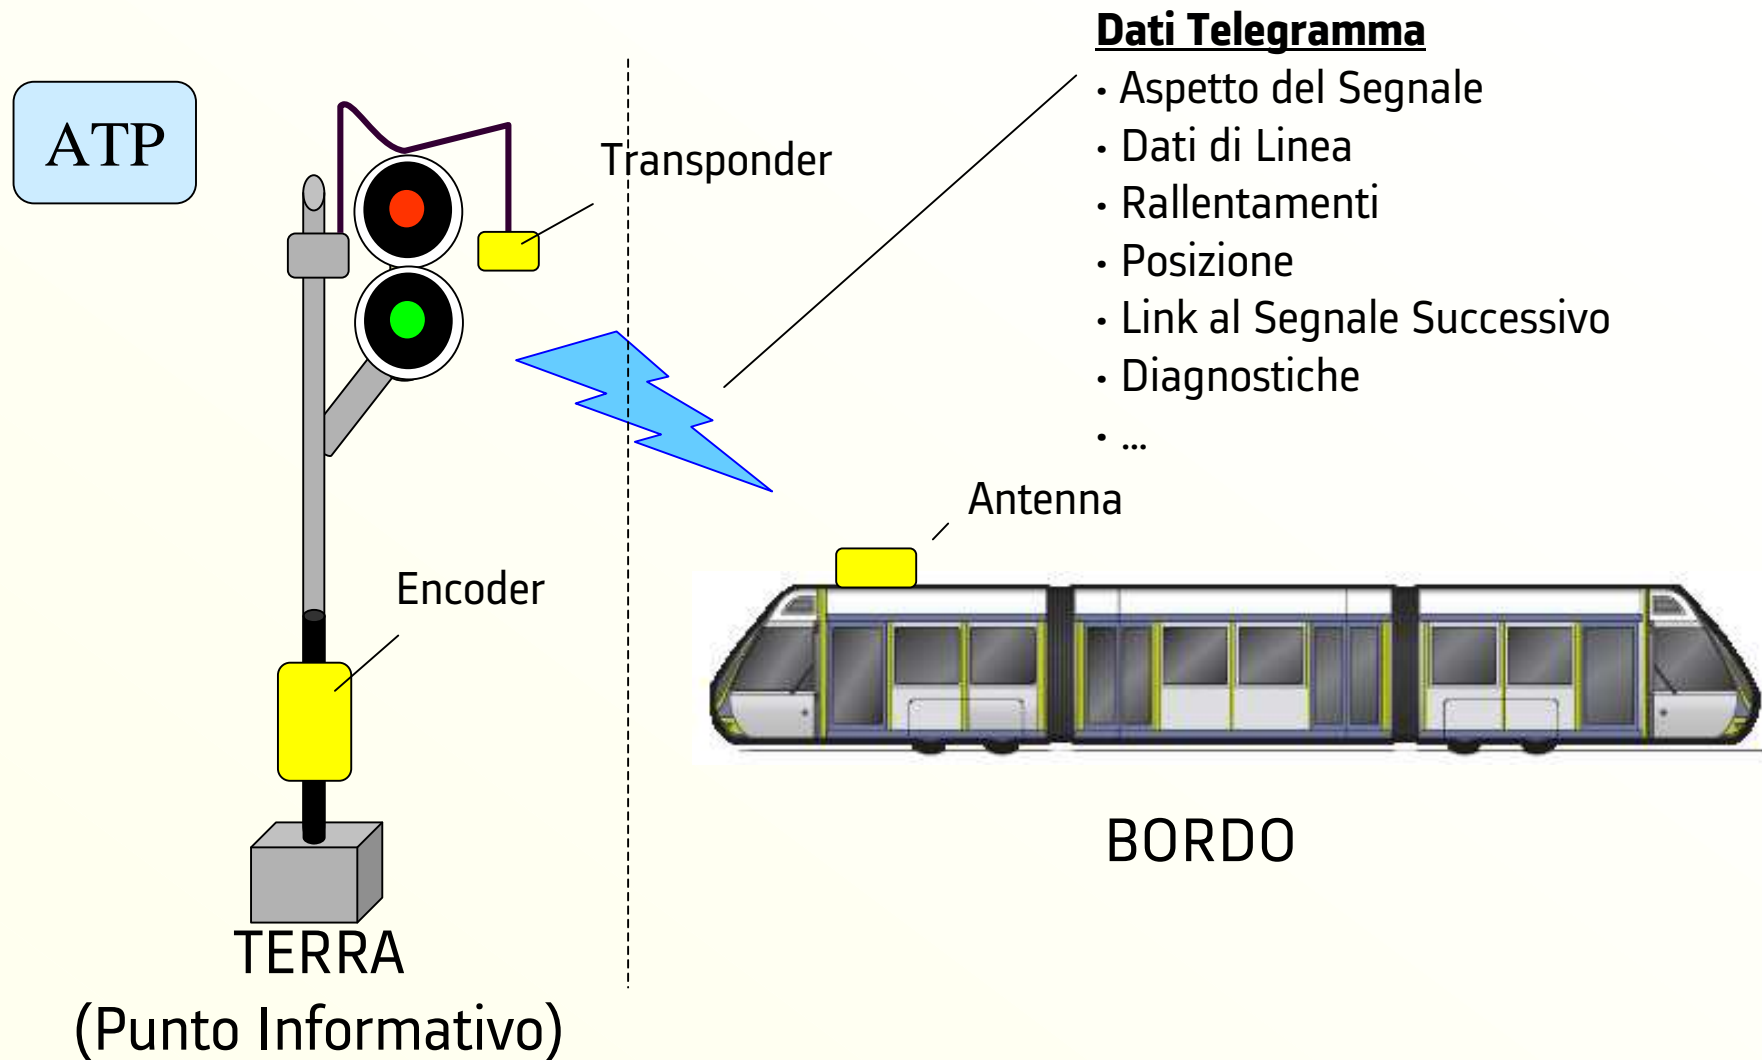 ATP
Dati Telegramma
· Aspetto del Segnale
· Dati di Linea
· Rallentamenti
· Posizione
· Link al Segnale Successivo
· Diagnostiche
· ...
Transponder
Antenna
Encoder
BORDO
TERRA
(Punto Informativo)